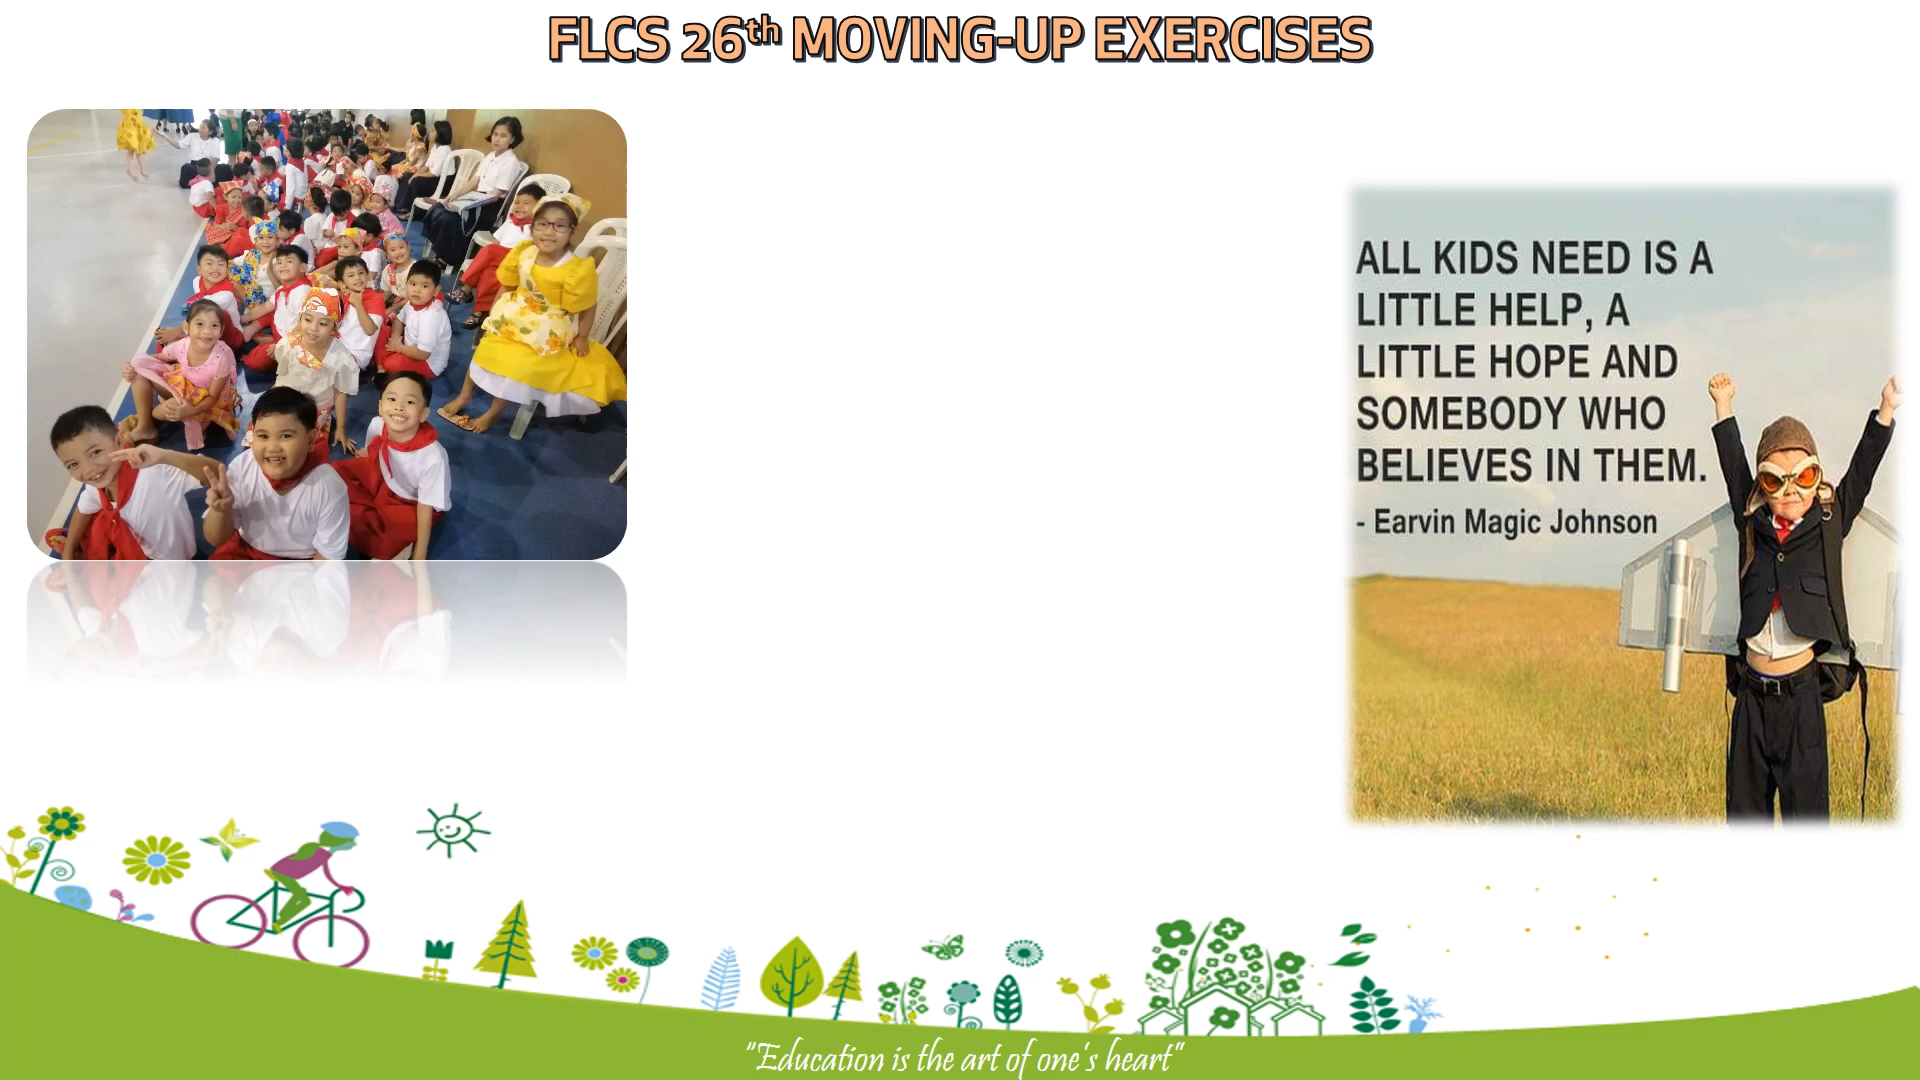 FLCS 26th MOVING-UP EXERCISES
ALL KIDS NEED IS A
LITTLE HELP, A
LITTLE HOPE AND
SOMEBODY WHO
BELIEVES IN THEM.
- Earvin Magic Johnson
"Education is the art of one's heart"